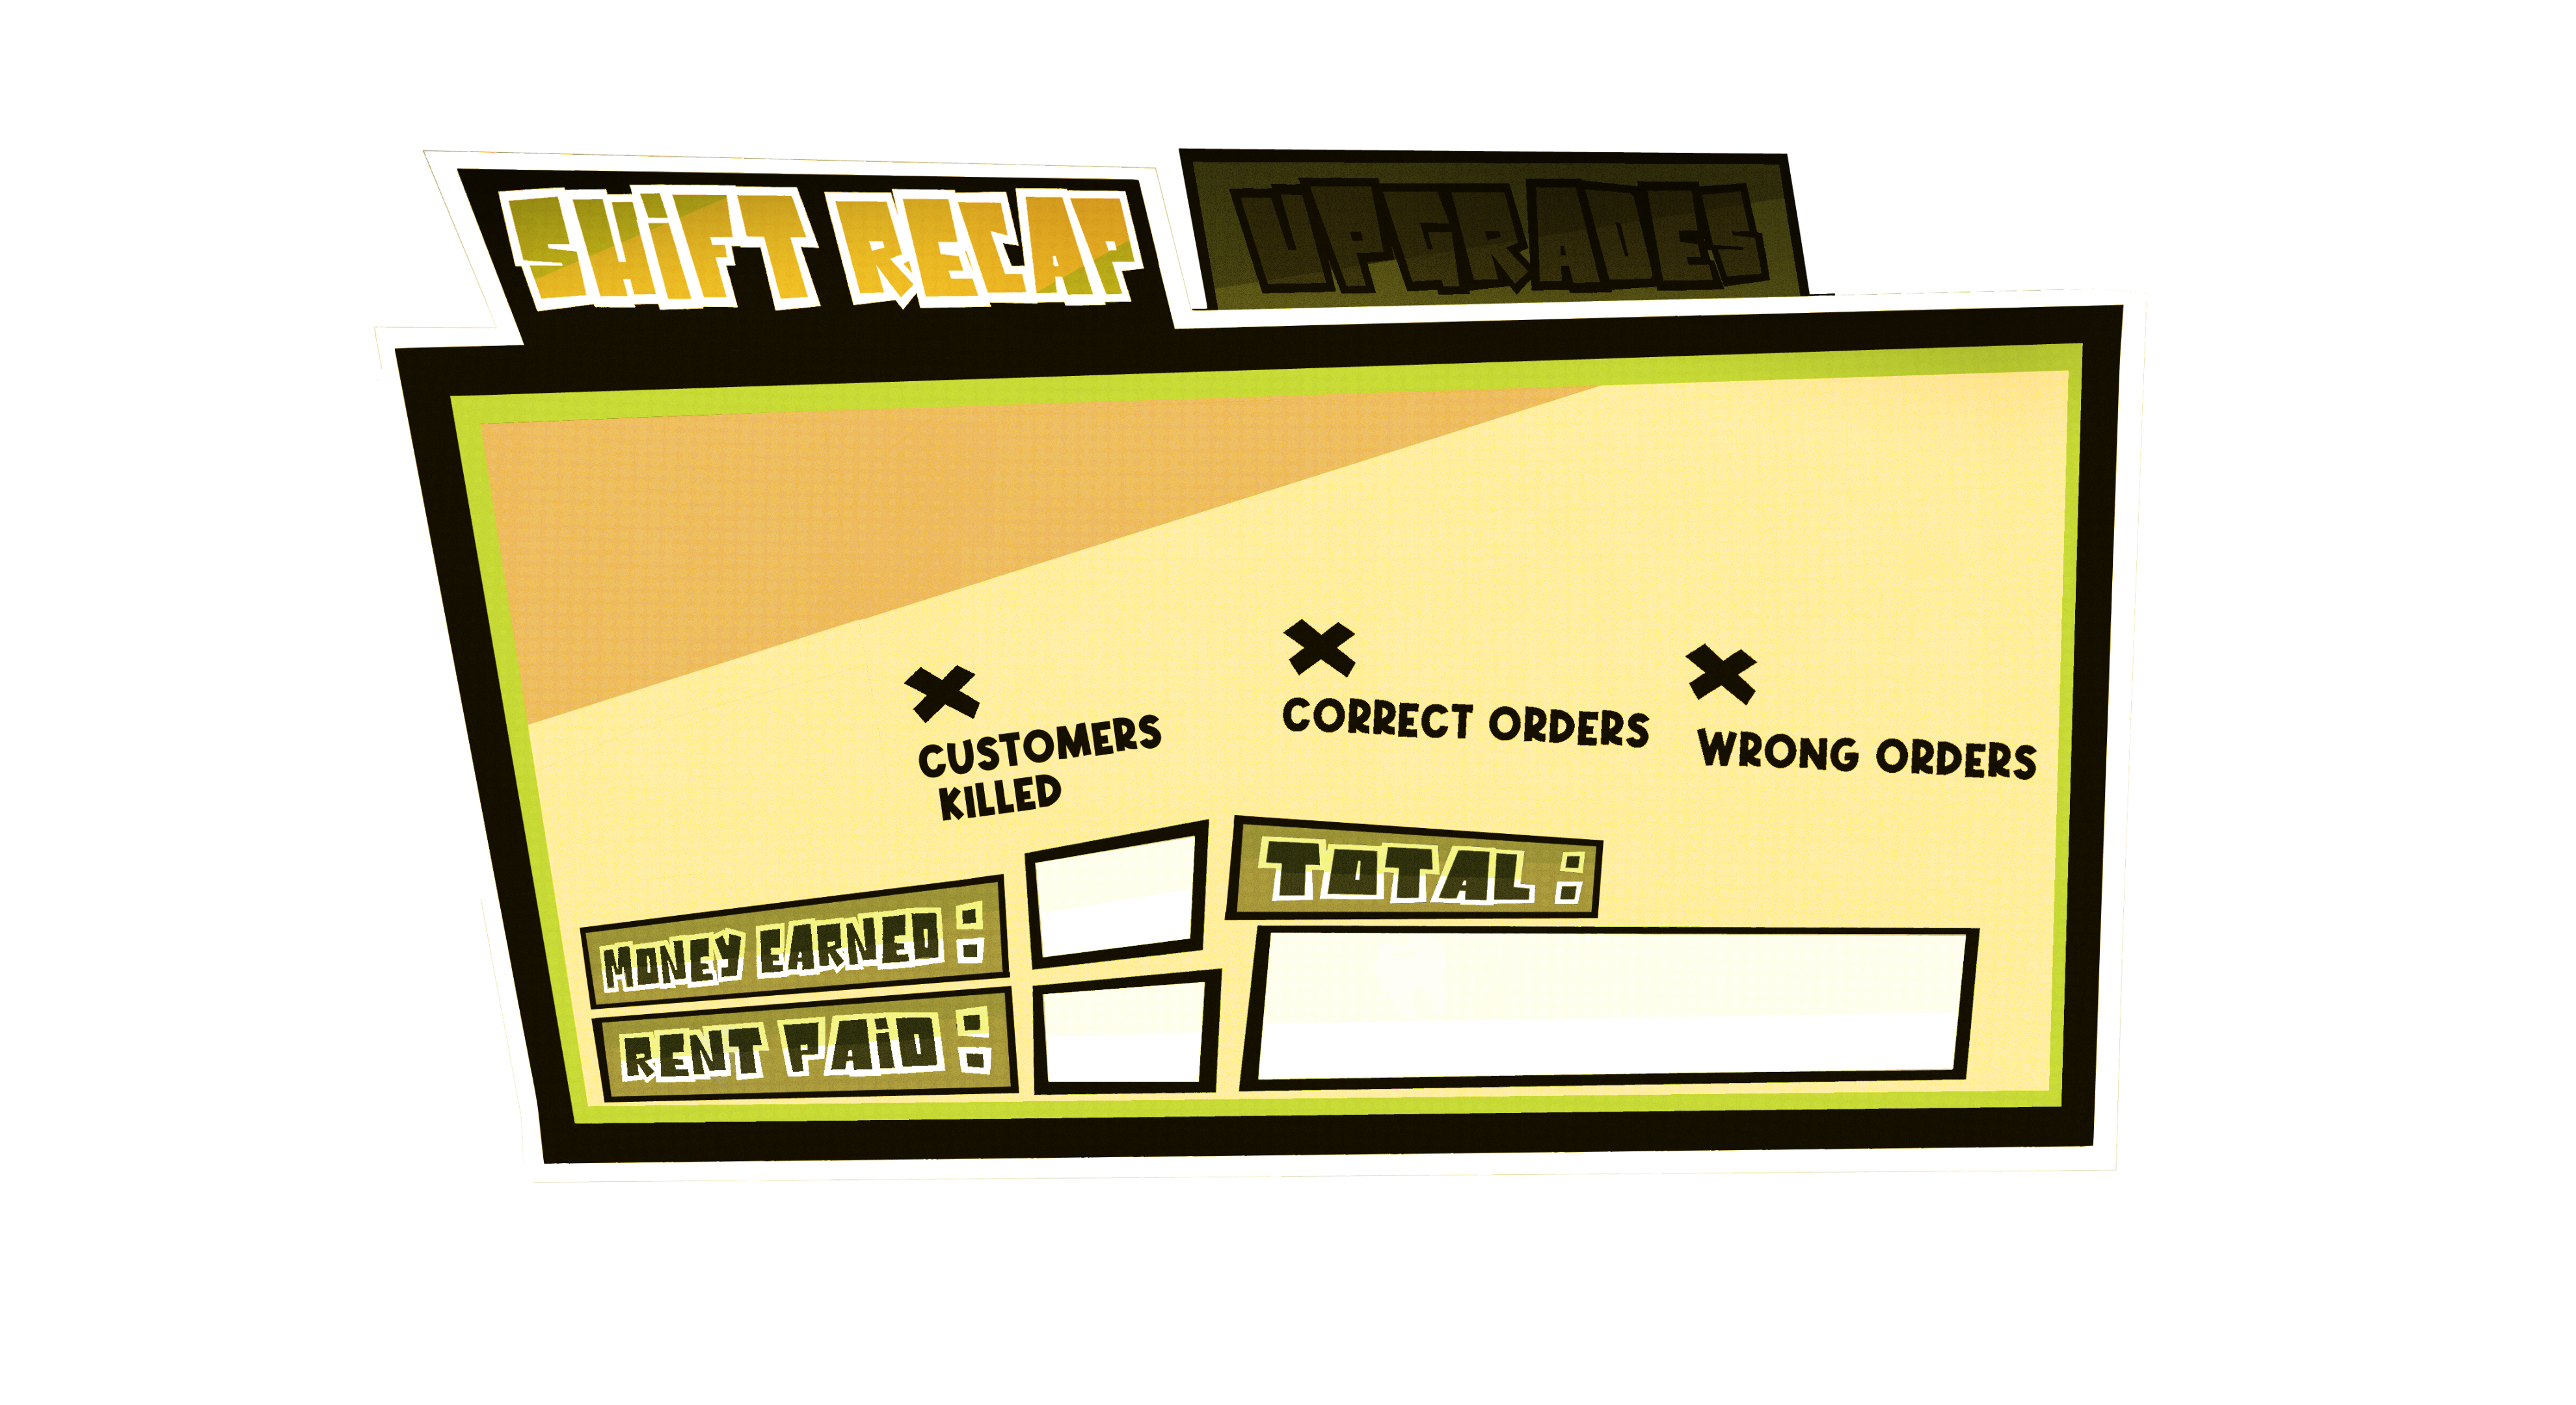 SHiFT RECAP
UPGRADES
CUSTOMERS
KILLED
CORRECT ORDERS
WRONG ORDERS
MONEY EARNED :
RENT PAiD :
TOTAL :